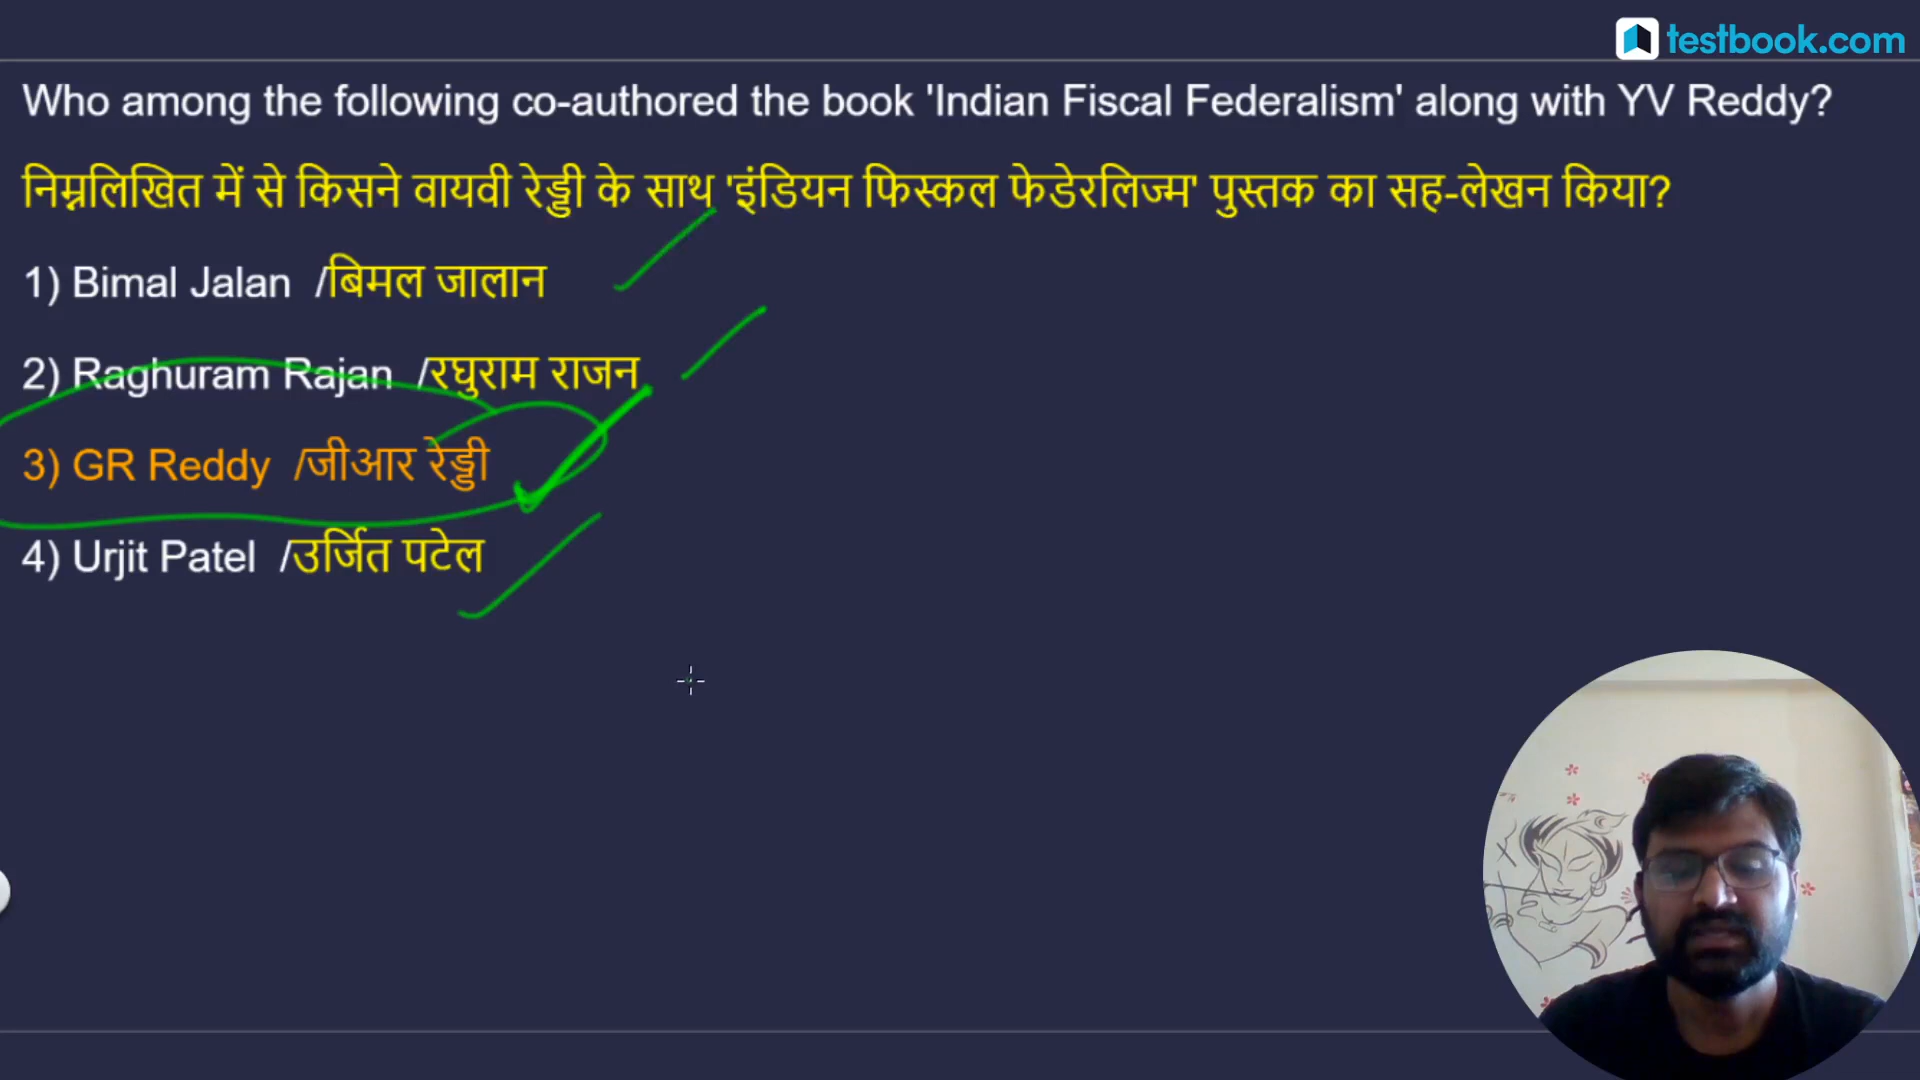 testbook.com
Who among the following co-authored the book 'Indian Fiscal Federalism' along with YV Reddy?
निम्नलिखित में से किसने वायवी रेड्डी के साथ 'इंडियन फिस्कल फेडेरलिज्म' पुस्तक का सह-लेखन किया?
1) Bimal Jalan /बिमल जालान
2) Raghuram Rajan /रघुराम राजन
3) GR Reddy /जीआर रेड्डी
4) Urjit Patel /उर्जित पटेल